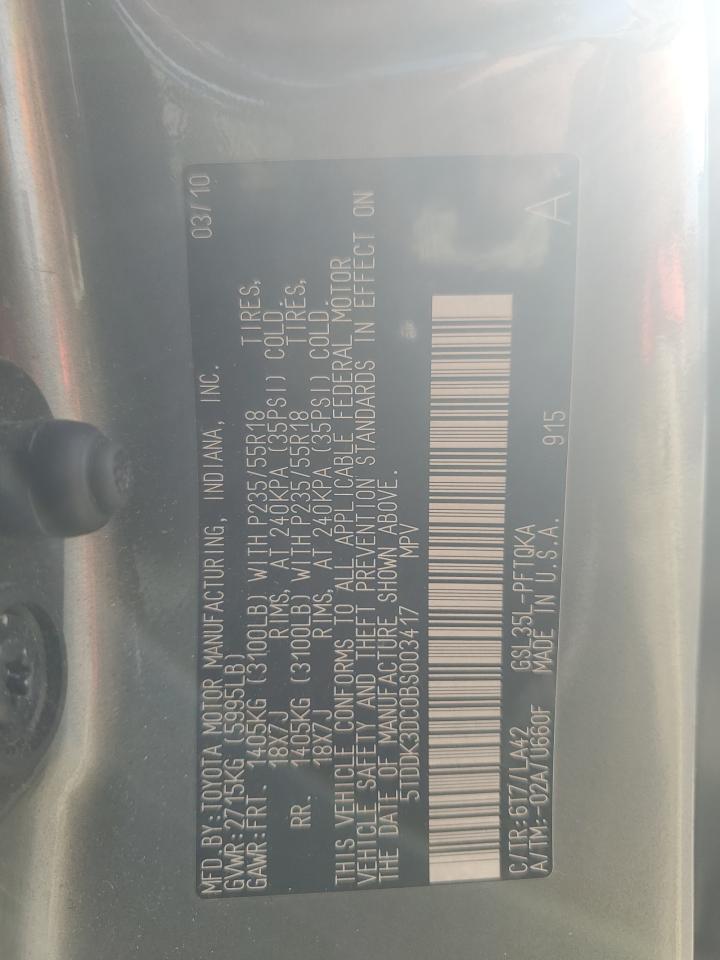 MFD. BY: TOYOTA MOTOR MANUFACTURING, INDIANA, INC. 03/10
GVWR: 2715KG (5995LB)
GAWR: FRT. 1405KG (3100LB) WITH P235/55R18 TIRES,
18X7J RIMS, AT 240KPA (35PSI) COLD.
RR. 1405KG (3100LB) WITH P235/55R18 TIRES,
18X7J RIMS, AT 240KPA (35PSI) COLD.
THIS VEHICLE CONFORMS TO ALL APPLICABLE FEDERAL MOTOR
VEHICLE SAFETY AND THEFT PREVENTION STANDARDS IN EFFECT ON
THE DATE OF MANUFACTURE SHOWN ABOVE.
5TDDK3DC0BS003417 MPV
C/TR: 6T7/LA42 GSL35L-PFTQKA 915 A
A/TM: -02A/U660F MADE IN U.S.A.